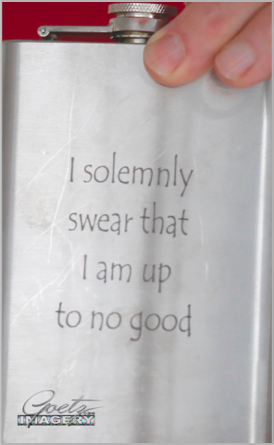 I solemnly
swear that
I am up
to no good
Goetz
IMAGERY